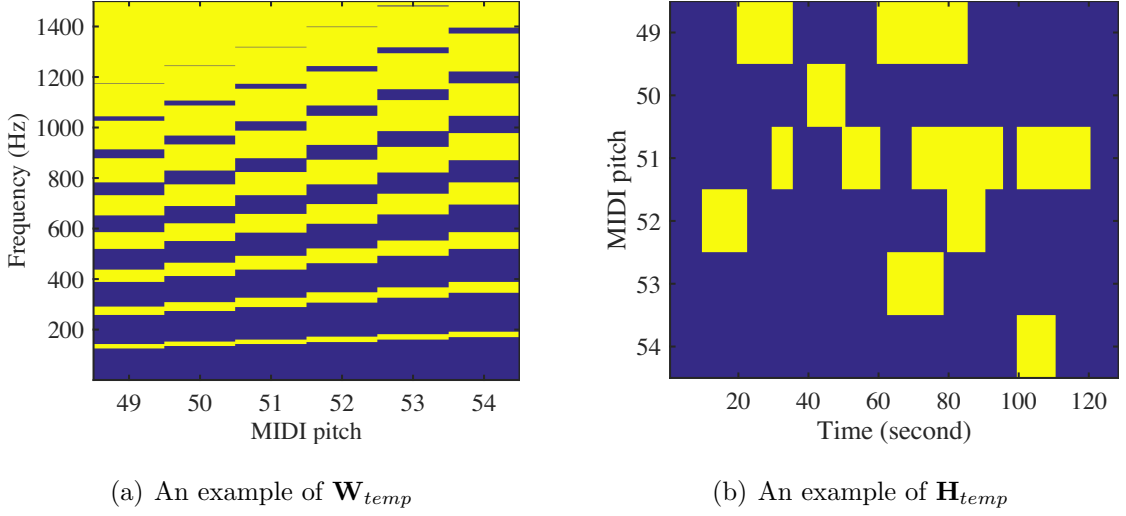 1400
1200
1000
800
600
400
200
Frequency (Hz)
49 50 51 52 53 54
MIDI pitch
(a) An example of W_temp
49
50
51
52
53
54
MIDI pitch
20 40 60 80 100 120
Time (second)
(b) An example of H_temp